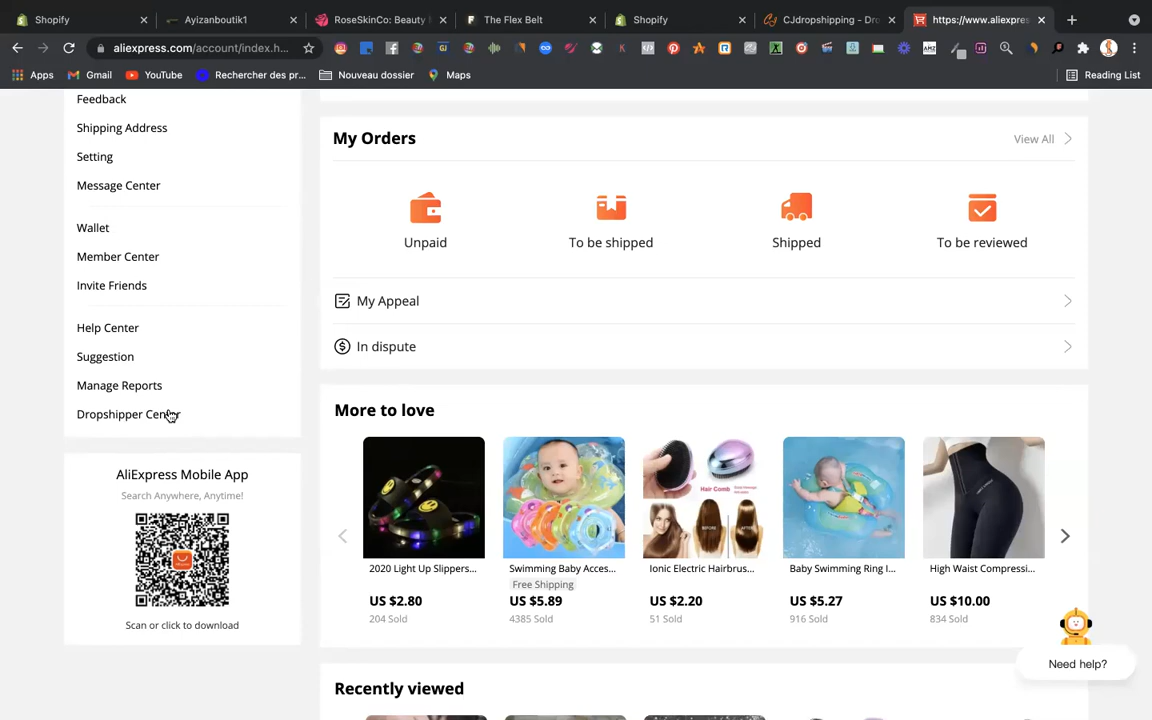 Shopify
Ayizanboutik1
RoseSkinCo: Beauty
The Flex Belt
Shopify
CJdropshipping - Dro
https://www.aliexpres
aliexpress.com/account/index.h...
Apps
Gmail
YouTube
Rechercher des pr...
Nouveau dossier
Maps
Reading List
Feedback
Shipping Address
Setting
Message Center
Wallet
Member Center
Invite Friends
Help Center
Suggestion
Manage Reports
Dropshipper Center
AliExpress Mobile App
Search Anywhere, Anytime!
Scan or click to download
My Orders
View All
Unpaid
To be shipped
Shipped
To be reviewed
My Appeal
In dispute
More to love
Hair Comb
BEFORE
AFTER
2020 Light Up Slippers...
Swimming Baby Acces...
Ionic Electric Hairbrus...
Baby Swimming Ring I...
High Waist Compressi...
Free Shipping
US $2.80
US $5.89
US $2.20
US $5.27
US $10.00
204 Sold
4385 Sold
51 Sold
916 Sold
834 Sold
Need help?
Recently viewed